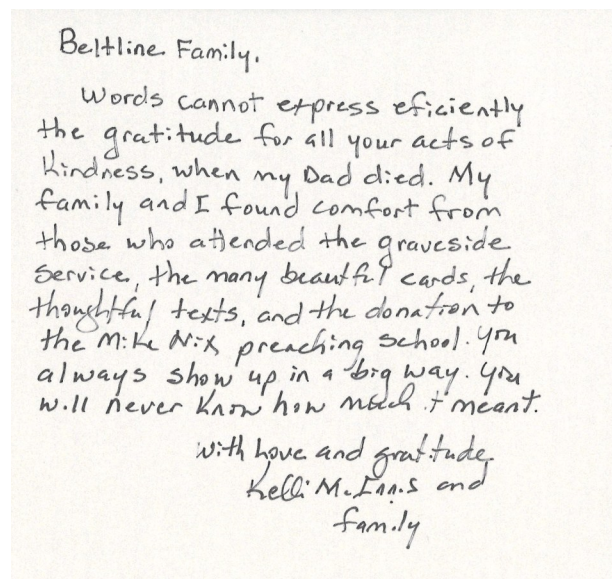 Beltline Family,
Words cannot express eficiently
the gratitude for all your acts of
kindness, when my Dad died. My
family and I found comfort from
those who attended the graveside
service, the many beautiful cards, the
thoughtful texts, and the donation to
the Mike Nix preaching school. You
always show up in a big way. You
will never know how much it meant.
With Love and gratitude
Kelli McInnis and
family